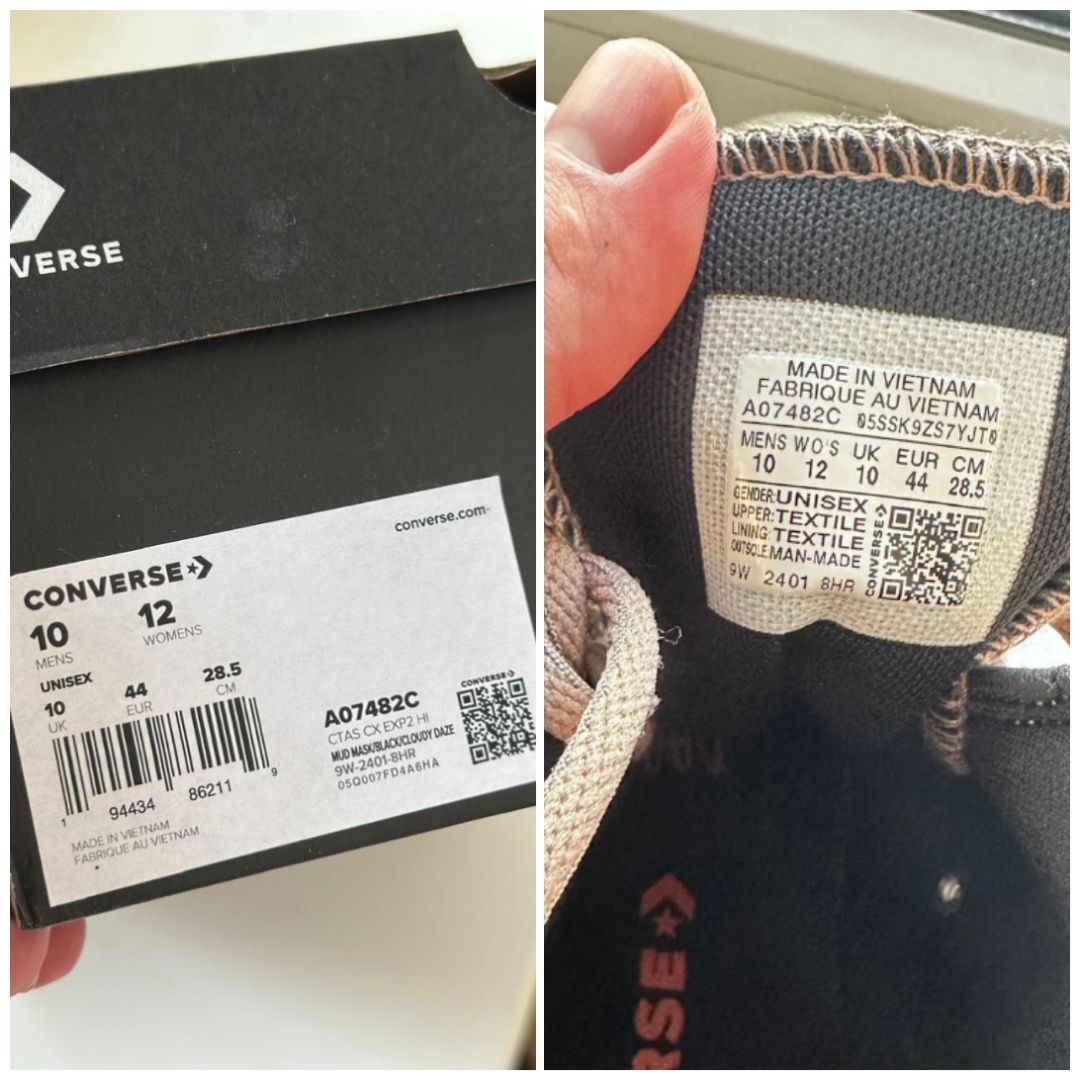 VERSE
converse.com
CONVERSE
10 12
MENS WOMENS
UNISEX
10 44 28.5
UK EUR CM
1 94434 86211 9
MADE IN VIETNAM
FABRIQUE AU VIETNAM
CONVERSE
A07482C
CTAS CX EXP2 HI
MUD MASK/BLACK/CLOUDY DAZE
9W-2401-8HR
05Q007FD4A6HA
MADE IN VIETNAM
FABRIQUE AU VIETNAM
A07482C 05SSK9ZS7YJT0
MENS WO'S UK EUR CM
10 12 10 44 28.5
GENDER: UNISEX
UPPER: TEXTILE
LINING: TEXTILE
OUTSOLE: MAN-MADE
9W 2401 8HR
CONVERSE
RSE